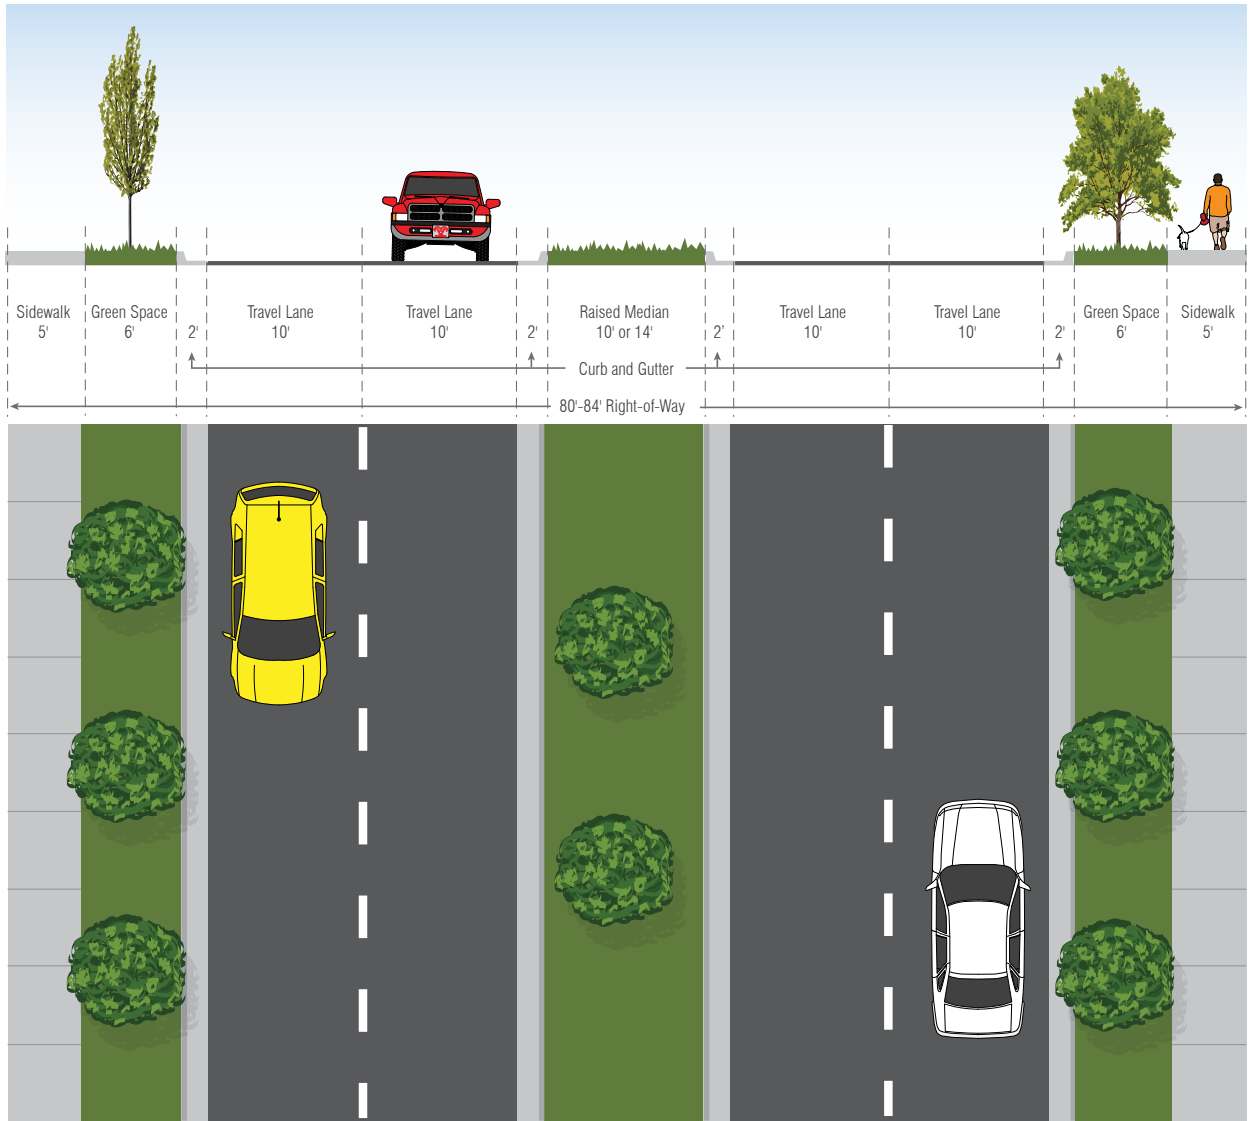 Sidewalk
5'
Green Space
6'
2'
Travel Lane
10'
Travel Lane
10'
2'
Raised Median
10' or 14'
2'
Travel Lane
10'
Travel Lane
10'
2'
Green Space
6'
Sidewalk
5'
Curb and Gutter
80'-84' Right-of-Way